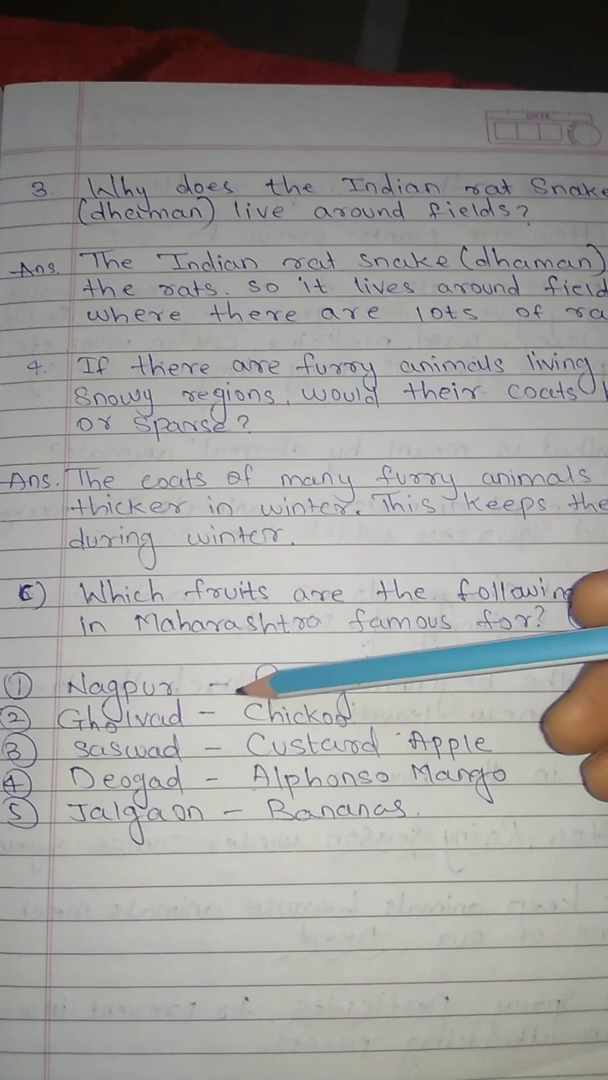 DATE
3. Why does the Indian rat Snake
(dhaman) live around fields?
Ans. The Indian rat snake (dhaman)
the rats. so it lives around field
where there are lots of ra
4. If there are furry animals living
Snowy regions, would their coats
Or Sparse?
Ans. The coats of many furry animals
thicker in winter. This keeps the
during winter.
C) Which fruits are the following
in Maharashtra famous for?
① Nagpur -
② Gholvad - Chickoo
③ Saswad - Custard Apple
④ Deogad - Alphonso Mango
⑤ Jalgaon - Bananas.